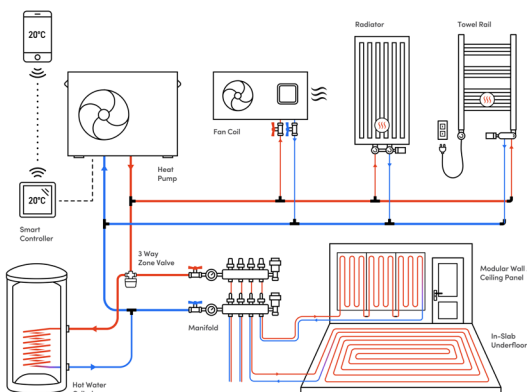 20°C
Radiator
Towel Rail
Fan Coil
Heat
Pump
20°C
Smart
Controller
3 Way
Zone Valve
Modular Wall
Ceiling Panel
Manifold
In-Slab
Underfloor
Hot Water